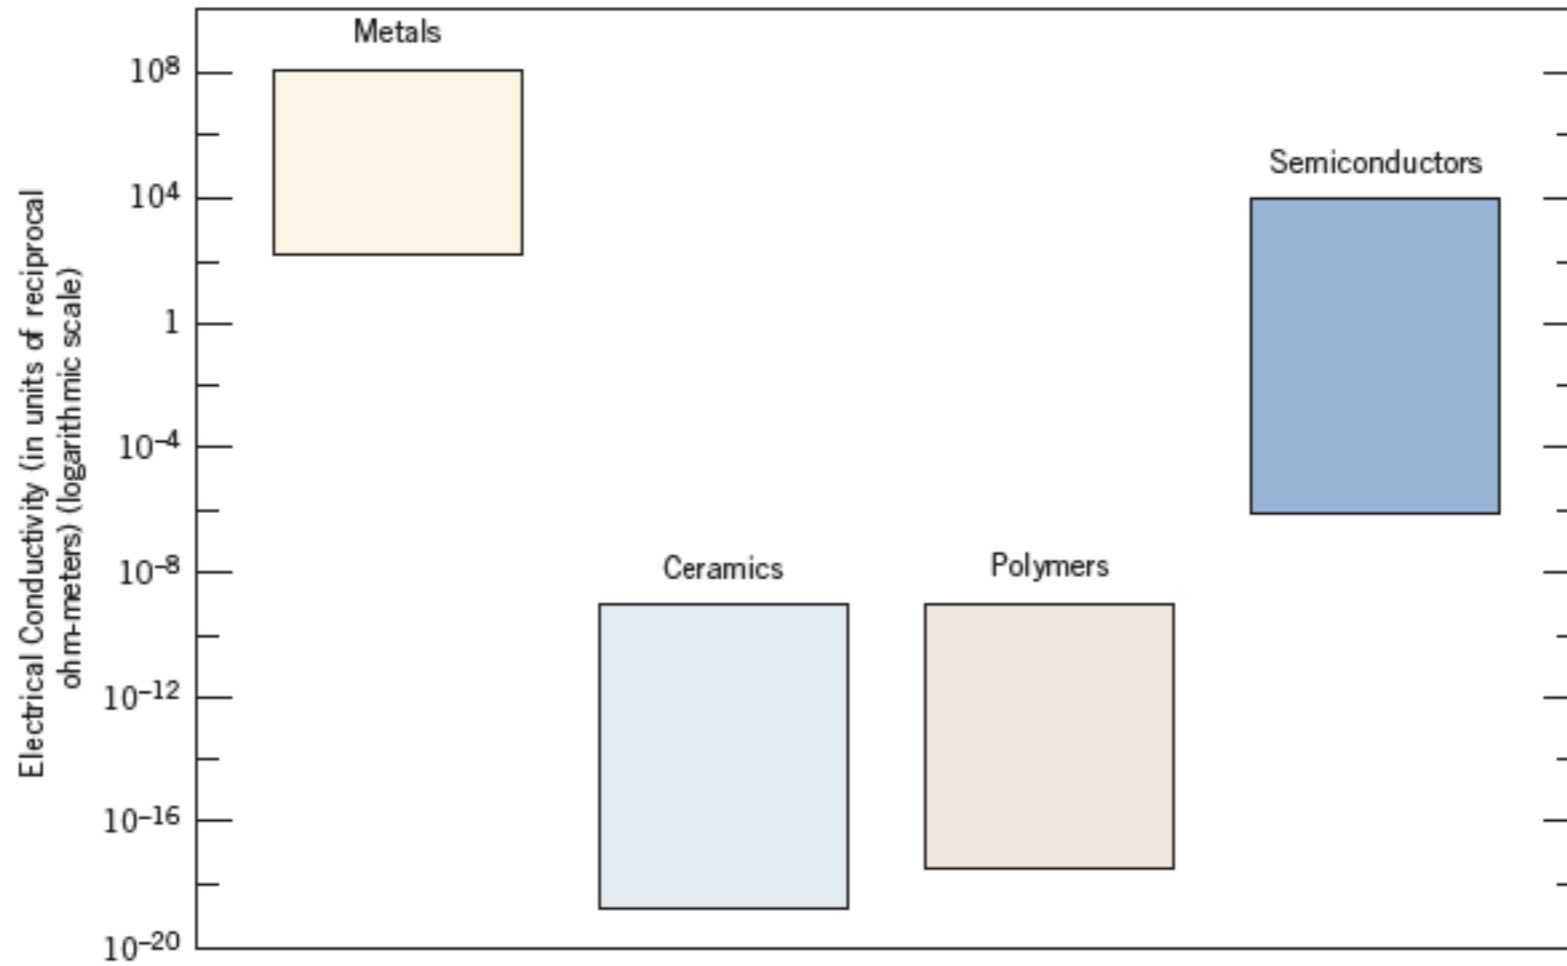 Metals
10⁸
Semiconductors
10⁴
1
10⁻⁴
10⁻⁸
Ceramics
Polymers
10⁻¹²
10⁻¹⁶
10⁻²⁰
Electrical Conductivity (in units of reciprocal
ohm-meters) (logarithmic scale)